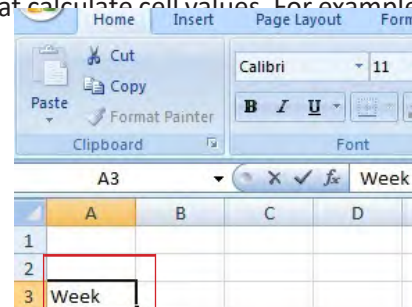 at calculate cell values. For example
Home Insert Page Layout Form
Cut
Calibri 11
Copy
Paste
Format Painter
B I U
Clipboard Font
A3 fx Week
A B C D
1
2
3 Week